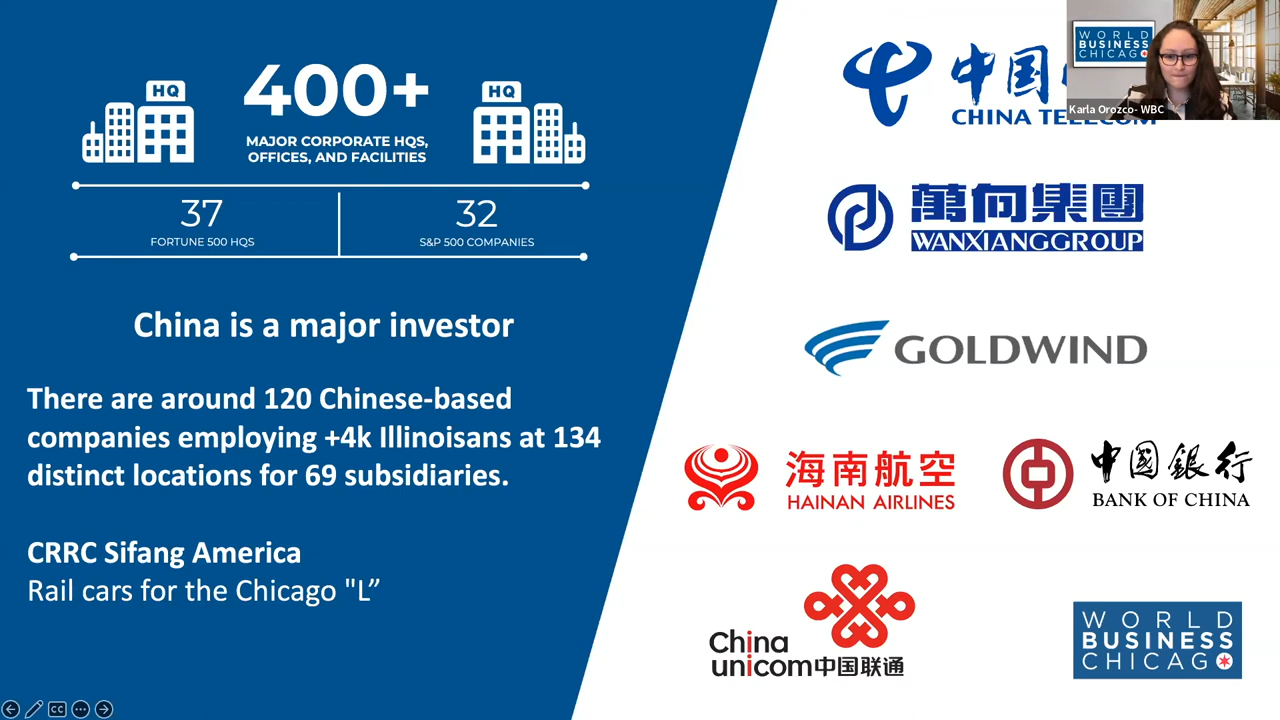 HQ
400+
HQ
MAJOR CORPORATE HQS,
OFFICES, AND FACILITIES
37
FORTUNE 500 HQS
32
S&P 500 COMPANIES
China is a major investor
There are around 120 Chinese-based
companies employing +4k Illinoisans at 134
distinct locations for 69 subsidiaries.
CRRC Sifang America
Rail cars for the Chicago "L”
中国
CHINA TELECOM
WORLD
BUSINESS
CHICAGO
Karla Orozco- WBC
萬向集團
WANXIANGGROUP
GOLDWIND
海南航空
HAINAN AIRLINES
中國銀行
BANK OF CHINA
China
unicom中国联通
WORLD
BUSINESS
CHICAGO
CC